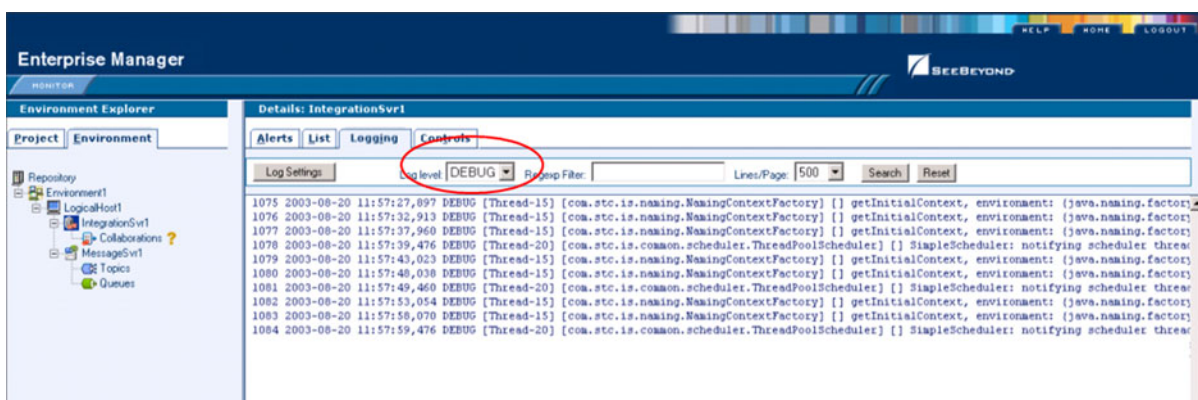 HELP HOME LOGOUT
Enterprise Manager
SEEBEYOND
MONITOR
Environment Explorer
Details: IntegrationSvr1
Project Environment
Alerts List Logging Controls
Log Settings Log level: DEBUG Regexp Filter: Lines/Page: 500 Search Reset
Repository
Environment1
LogicalHost1
IntegrationSvr1
Collaborations ?
MessageSvr1
Topics
Queues
1075 2003-08-20 11:57:27,897 DEBUG [Thread-15] [com.stc.is.naming.NamingContextFactory] [] getInitialContext, environment: {java.naming.factory
1076 2003-08-20 11:57:32,913 DEBUG [Thread-15] [com.stc.is.naming.NamingContextFactory] [] getInitialContext, environment: {java.naming.factory
1077 2003-08-20 11:57:37,960 DEBUG [Thread-15] [com.stc.is.naming.NamingContextFactory] [] getInitialContext, environment: {java.naming.factory
1078 2003-08-20 11:57:39,476 DEBUG [Thread-20] [com.stc.is.common.scheduler.ThreadPoolScheduler] [] SimpleScheduler: notifying scheduler thread
1079 2003-08-20 11:57:43,023 DEBUG [Thread-15] [com.stc.is.naming.NamingContextFactory] [] getInitialContext, environment: {java.naming.factory
1080 2003-08-20 11:57:48,038 DEBUG [Thread-15] [com.stc.is.naming.NamingContextFactory] [] getInitialContext, environment: {java.naming.factory
1081 2003-08-20 11:57:49,460 DEBUG [Thread-20] [com.stc.is.common.scheduler.ThreadPoolScheduler] [] SimpleScheduler: notifying scheduler thread
1082 2003-08-20 11:57:53,054 DEBUG [Thread-15] [com.stc.is.naming.NamingContextFactory] [] getInitialContext, environment: {java.naming.factory
1083 2003-08-20 11:57:58,070 DEBUG [Thread-15] [com.stc.is.naming.NamingContextFactory] [] getInitialContext, environment: {java.naming.factory
1084 2003-08-20 11:57:59,476 DEBUG [Thread-20] [com.stc.is.common.scheduler.ThreadPoolScheduler] [] SimpleScheduler: notifying scheduler thread